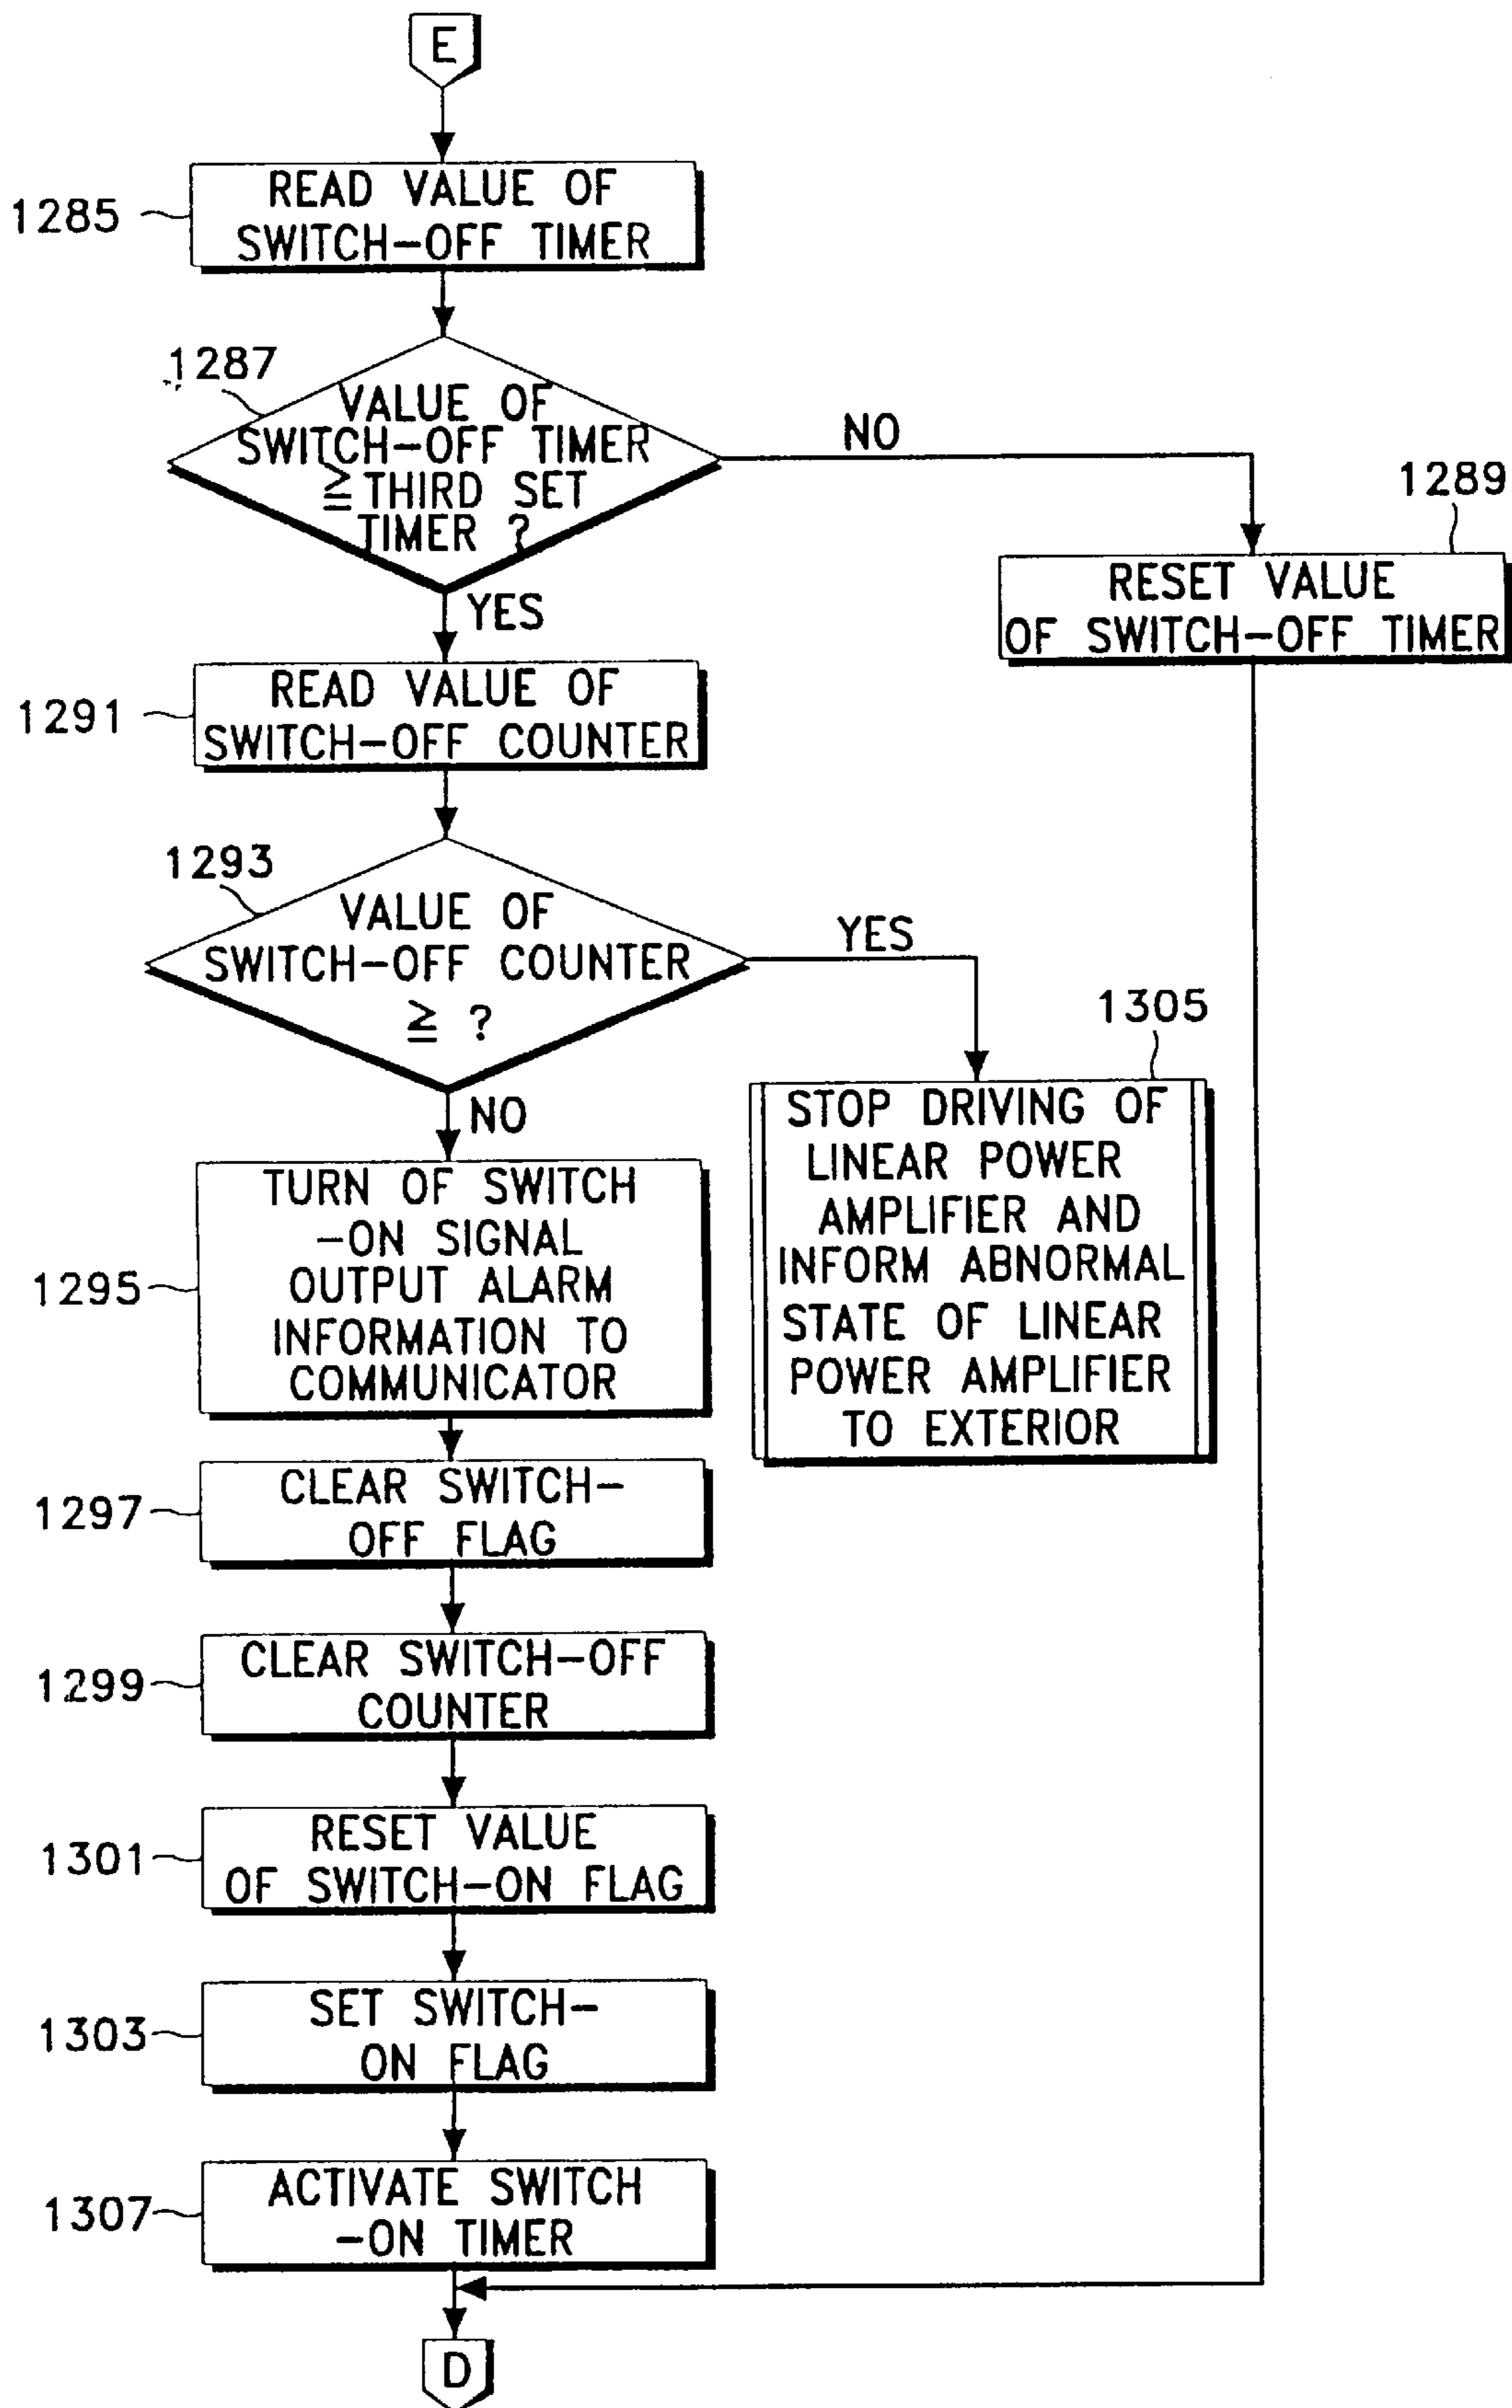 E
1285
READ VALUE OF
SWITCH-OFF TIMER
1287
VALUE OF
SWITCH-OFF TIMER
≧ THIRD SET
TIMER ?
NO
YES
1289
RESET VALUE
OF SWITCH-OFF TIMER
1291
READ VALUE OF
SWITCH-OFF COUNTER
1293
VALUE OF
SWITCH-OFF COUNTER
≧ ?
YES
NO
1305
STOP DRIVING OF
LINEAR POWER
AMPLIFIER AND
INFORM ABNORMAL
STATE OF LINEAR
POWER AMPLIFIER
TO EXTERIOR
1295
TURN OF SWITCH
-ON SIGNAL
OUTPUT ALARM
INFORMATION TO
COMMUNICATOR
1297
CLEAR SWITCH-
OFF FLAG
1299
CLEAR SWITCH-OFF
COUNTER
1301
RESET VALUE
OF SWITCH-ON FLAG
1303
SET SWITCH-
ON FLAG
1307
ACTIVATE SWITCH
-ON TIMER
D